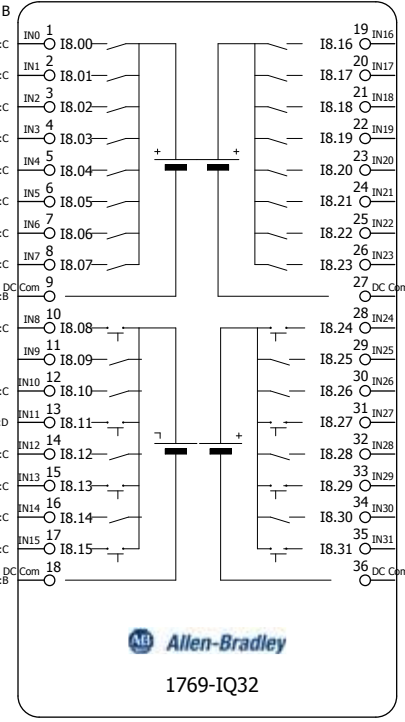 B
:C IN0 1 I8.00 I8.16 19 IN16
:C IN1 2 I8.01 I8.17 20 IN17
:C IN2 3 I8.02 I8.18 21 IN18
:C IN3 4 I8.03 I8.19 22 IN19
+ +
:C IN4 5 I8.04 I8.20 23 IN20
:C IN5 6 I8.05 I8.21 24 IN21
:C IN6 7 I8.06 I8.22 25 IN22
:C IN7 8 I8.07 I8.23 26 IN23
:B DC Com 9 27 DC Com
:C IN8 10 I8.08 I8.24 28 IN24
IN9 11 I8.09 I8.25 29 IN25
:C IN10 12 I8.10 I8.26 30 IN26
:D IN11 13 I8.11 I8.27 31 IN27
+
:C IN12 14 I8.12 I8.28 32 IN28
:C IN13 15 I8.13 I8.29 33 IN29
:C IN14 16 I8.14 I8.30 34 IN30
:C IN15 17 I8.15 I8.31 35 IN31
:B DC Com 18 36 DC Com
AB Allen-Bradley
1769-IQ32